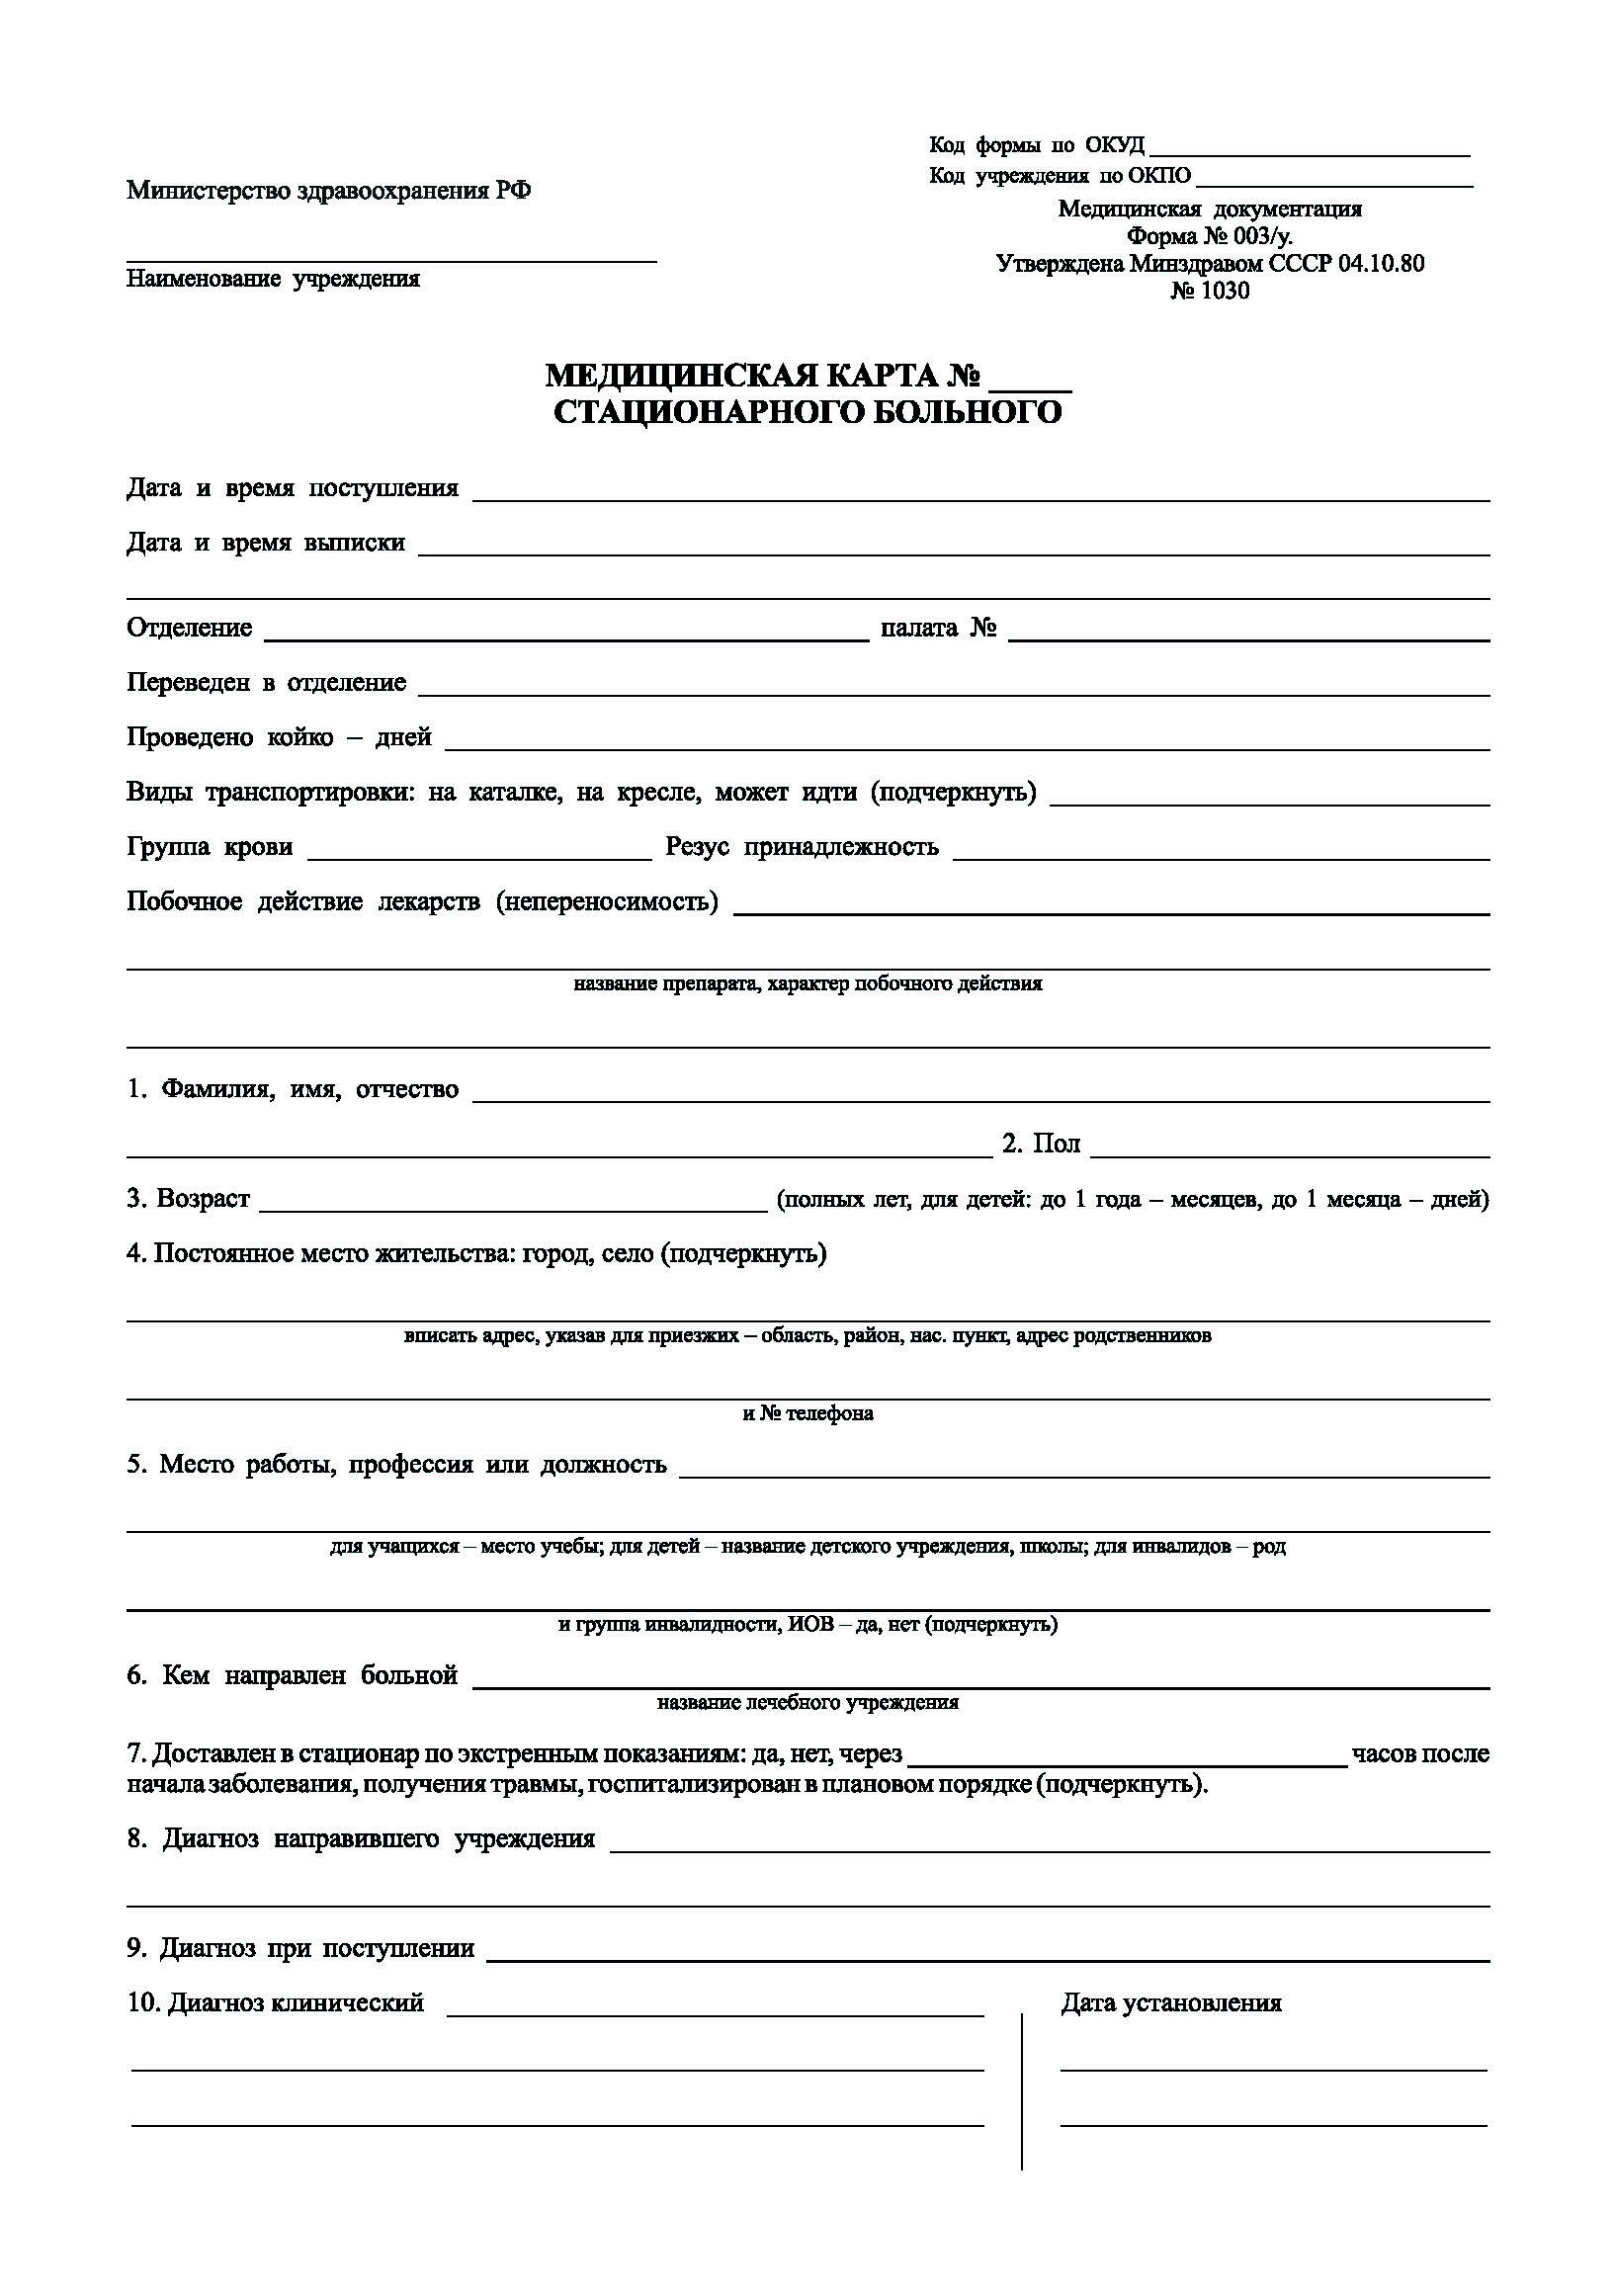 Код формы по ОКУД
Код учреждения по ОКПО
Министерство здравоохранения РФ
Медицинская документация
Форма № 003/у.
Утверждена Минздравом СССР 04.10.80
№ 1030
Наименование учреждения
МЕДИЦИНСКАЯ КАРТА №
СТАЦИОНАРНОГО БОЛЬНОГО
Дата и время поступления
Дата и время выписки
Отделение палата №
Переведен в отделение
Проведено койко – дней
Виды транспортировки: на каталке, на кресле, может идти (подчеркнуть)
Группа крови Резус принадлежность
Побочное действие лекарств (непереносимость)
название препарата, характер побочного действия
1. Фамилия, имя, отчество
2. Пол
3. Возраст (полных лет, для детей: до 1 года – месяцев, до 1 месяца – дней)
4. Постоянное место жительства: город, село (подчеркнуть)
вписать адрес, указав для приезжих – область, район, нас. пункт, адрес родственников
и № телефона
5. Место работы, профессия или должность
для учащихся – место учебы; для детей – название детского учреждения, школы; для инвалидов – род
и группа инвалидности, ИОВ – да, нет (подчеркнуть)
6. Кем направлен больной
название лечебного учреждения
7. Доставлен в стационар по экстренным показаниям: да, нет, через часов после
начала заболевания, получения травмы, госпитализирован в плановом порядке (подчеркнуть).
8. Диагноз направившего учреждения
9. Диагноз при поступлении
10. Диагноз клинический Дата установления